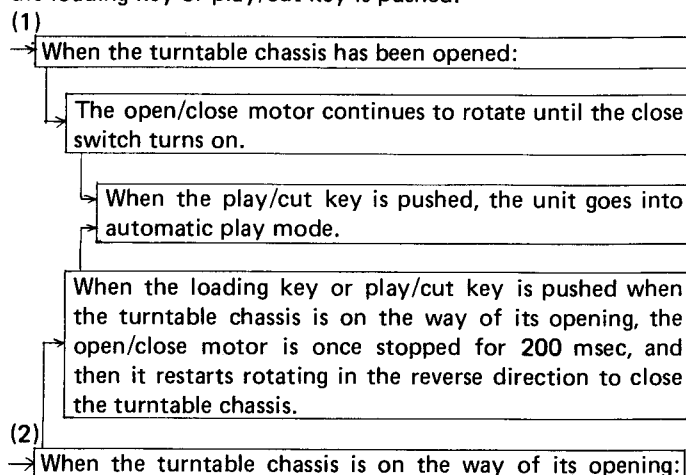 the loading key or play/cut key is pushed.
(1)
When the turntable chassis has been opened:
The open/close motor continues to rotate until the close
switch turns on.
When the play/cut key is pushed, the unit goes into
automatic play mode.
When the loading key or play/cut key is pushed when
the turntable chassis is on the way of its opening, the
open/close motor is once stopped for 200 msec, and
then it restarts rotating in the reverse direction to close
the turntable chassis.
(2)
When the turntable chassis is on the way of its opening: